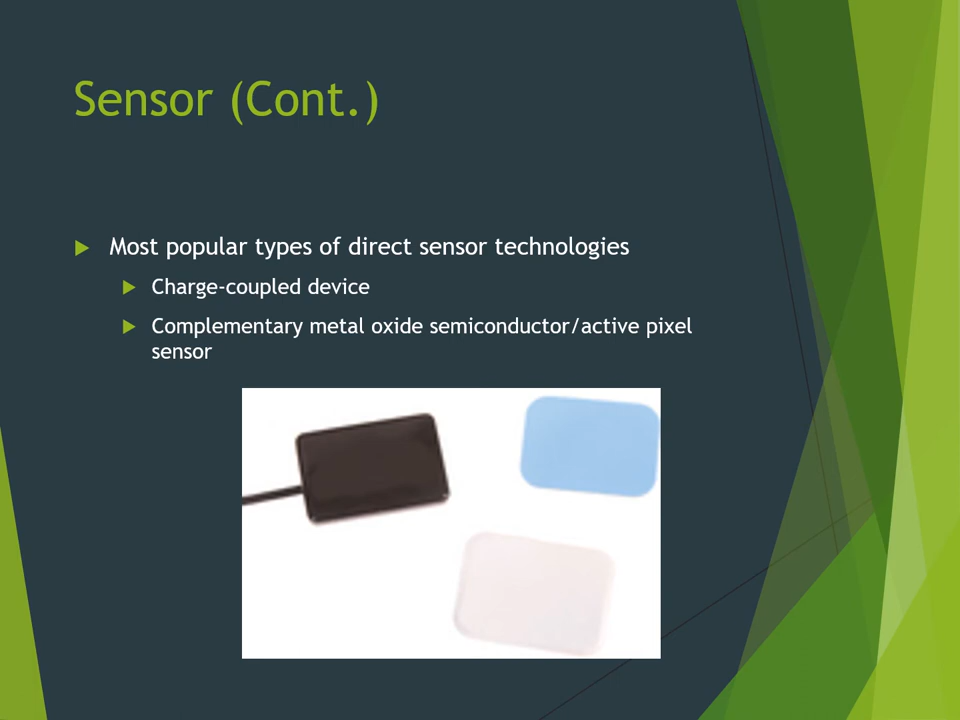 Sensor (Cont.)
Most popular types of direct sensor technologies
Charge-coupled device
Complementary metal oxide semiconductor/active pixel
sensor